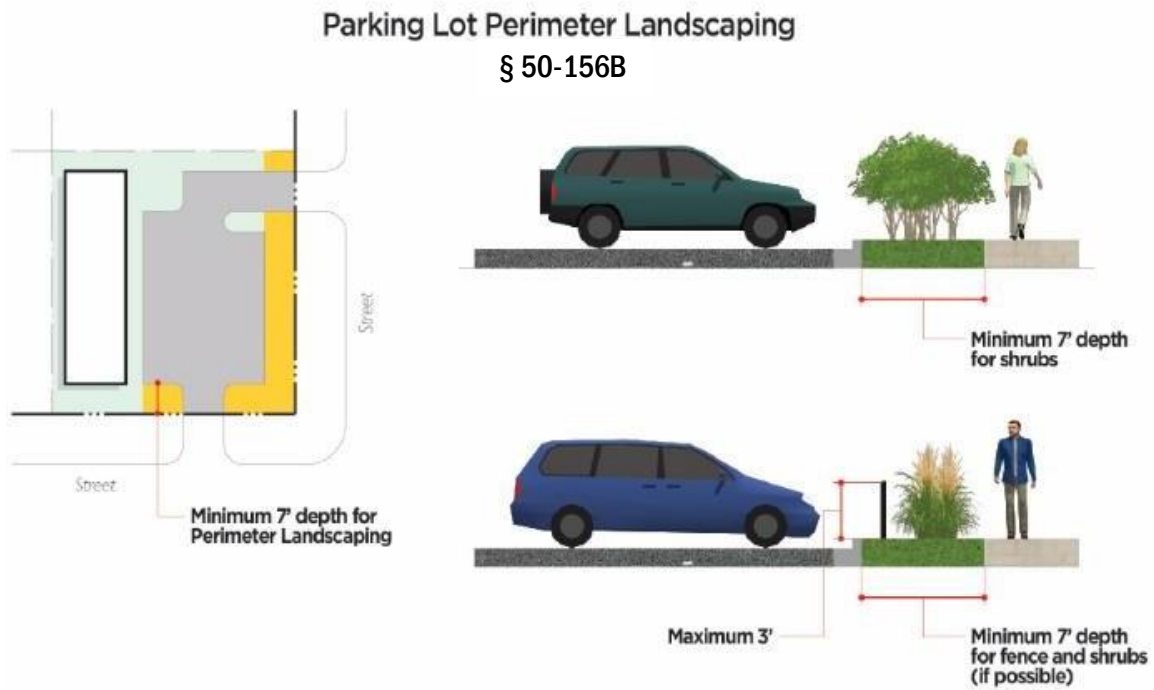 Parking Lot Perimeter Landscaping
§ 50-156B
Street
Street
Minimum 7' depth for
Perimeter Landscaping
Minimum 7' depth
for shrubs
Maximum 3'
Minimum 7' depth
for fence and shrubs
(if possible)